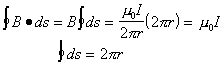 ∮B • ds = B∮ds = μ₀I/2πr (2πr) = μ₀I
∮ds = 2πr